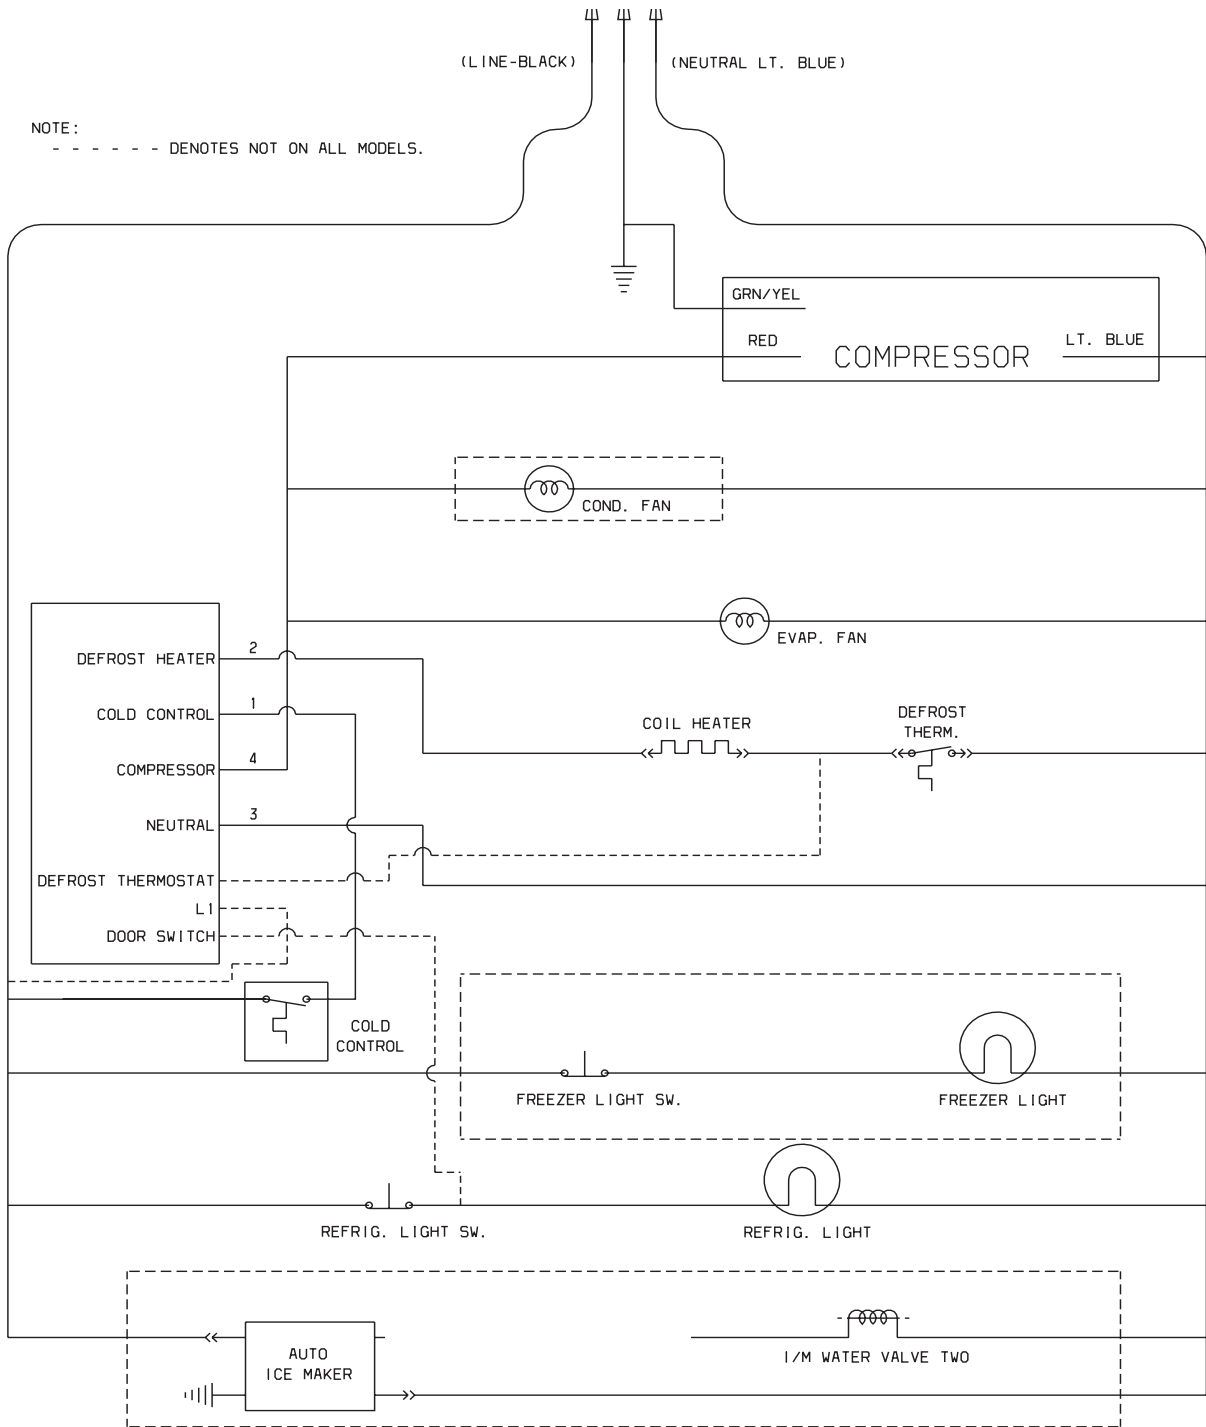 (LINE-BLACK)
(NEUTRAL LT. BLUE)
NOTE:
- - - - - - DENOTES NOT ON ALL MODELS.
GRN/YEL
RED
COMPRESSOR
LT. BLUE
COND. FAN
EVAP. FAN
DEFROST HEATER
2
COLD CONTROL
1
COMPRESSOR
4
NEUTRAL
3
DEFROST THERMOSTAT
L1
DOOR SWITCH
COIL HEATER
DEFROST
THERM.
COLD
CONTROL
FREEZER LIGHT SW.
FREEZER LIGHT
REFRIG. LIGHT SW.
REFRIG. LIGHT
AUTO
ICE MAKER
I/M WATER VALVE TWO